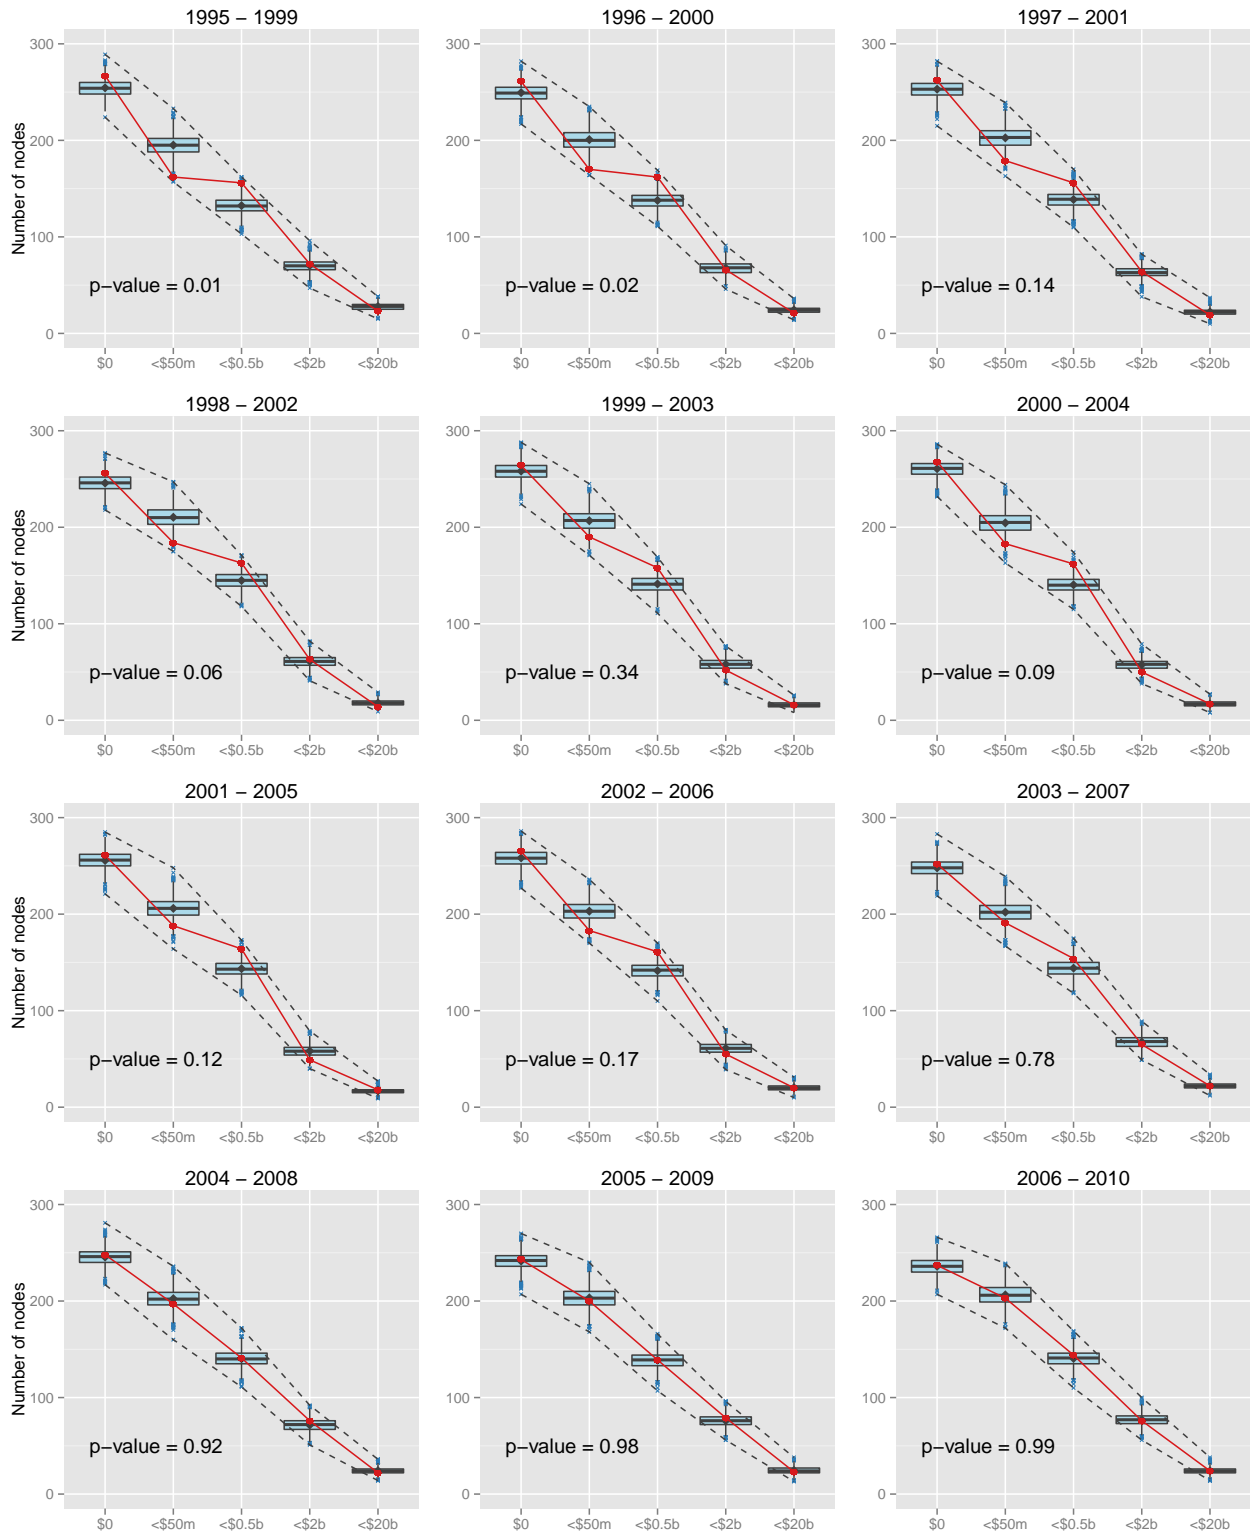 1995 − 1999
1996 − 2000
1997 − 2001
Number of nodes
300
200
100
0
p−value = 0.01
p−value = 0.02
p−value = 0.14
300
200
100
0
300
200
100
0
$0 <$50m <$0.5b <$2b <$20b
$0 <$50m <$0.5b <$2b <$20b
$0 <$50m <$0.5b <$2b <$20b
1998 − 2002
1999 − 2003
2000 − 2004
Number of nodes
300
200
100
0
p−value = 0.06
p−value = 0.34
p−value = 0.09
300
200
100
0
300
200
100
0
$0 <$50m <$0.5b <$2b <$20b
$0 <$50m <$0.5b <$2b <$20b
$0 <$50m <$0.5b <$2b <$20b
2001 − 2005
2002 − 2006
2003 − 2007
Number of nodes
300
200
100
0
p−value = 0.12
p−value = 0.17
p−value = 0.78
300
200
100
0
300
200
100
0
$0 <$50m <$0.5b <$2b <$20b
$0 <$50m <$0.5b <$2b <$20b
$0 <$50m <$0.5b <$2b <$20b
2004 − 2008
2005 − 2009
2006 − 2010
Number of nodes
300
200
100
0
p−value = 0.92
p−value = 0.98
p−value = 0.99
300
200
100
0
300
200
100
0
$0 <$50m <$0.5b <$2b <$20b
$0 <$50m <$0.5b <$2b <$20b
$0 <$50m <$0.5b <$2b <$20b